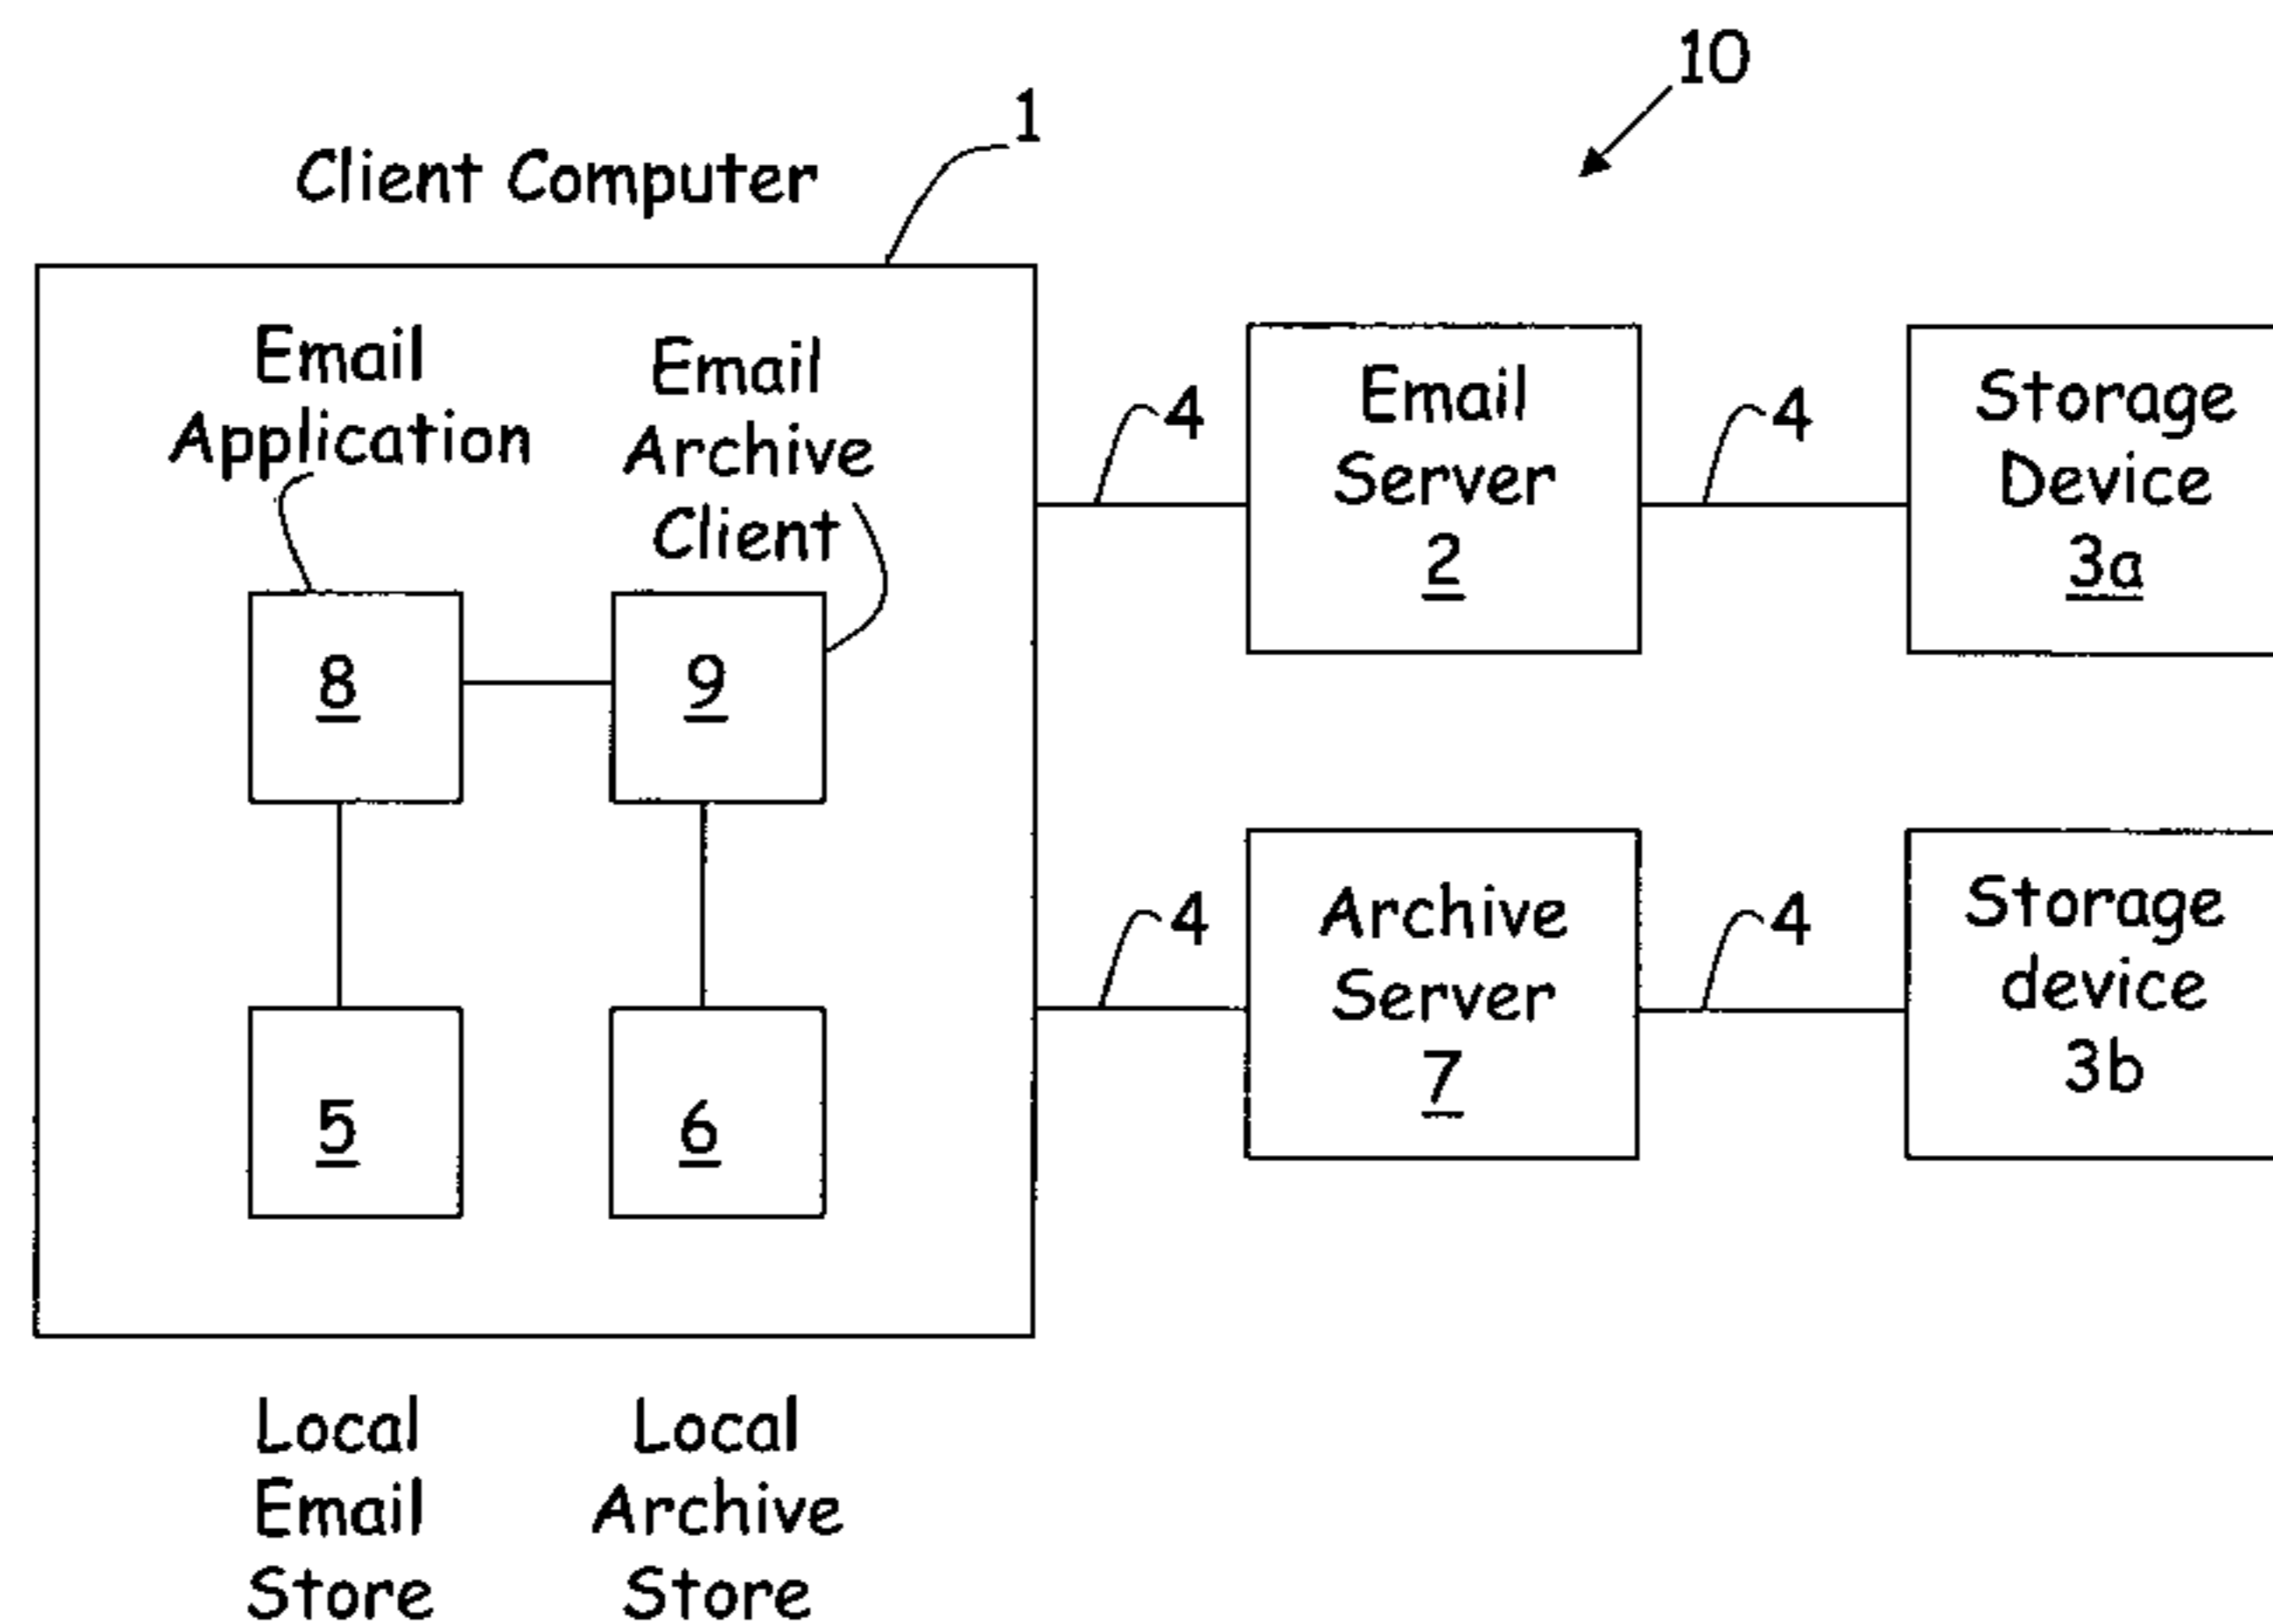 10
1
Client Computer
Email
Application
Email
Archive
Client
8
9
5
6
Local
Email
Store
Local
Archive
Store
4
Email
Server
2
4
Storage
Device
3a
4
Archive
Server
7
4
Storage
device
3b